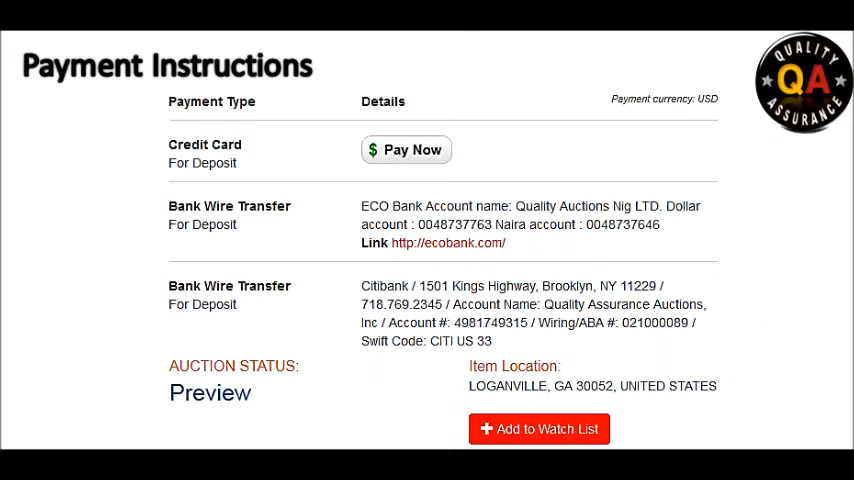 Payment Instructions
QUALITY
QA
ASSURANCE
Payment Type Details Payment currency: USD
Credit Card
For Deposit
$ Pay Now
Bank Wire Transfer
For Deposit
ECO Bank Account name: Quality Auctions Nig LTD. Dollar
account : 0048737763 Naira account : 0048737646
Link http://ecobank.com/
Bank Wire Transfer
For Deposit
Citibank / 1501 Kings Highway, Brooklyn, NY 11229 /
718.769.2345 / Account Name: Quality Assurance Auctions,
Inc / Account #: 4981749315 / Wiring/ABA #: 021000089 /
Swift Code: CITI US 33
AUCTION STATUS:
Preview
Item Location:
LOGANVILLE, GA 30052, UNITED STATES
+ Add to Watch List